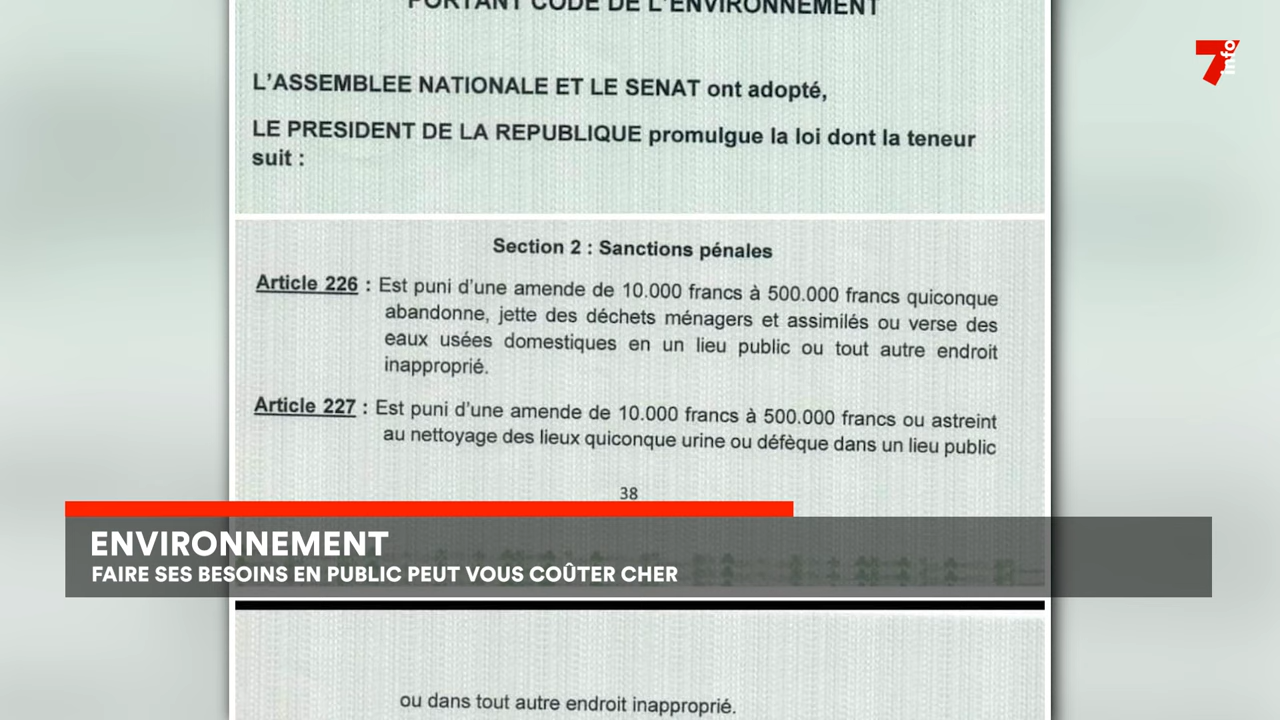 PORTANT CODE DE L'ENVIRONNEMENT
7
info
L'ASSEMBLEE NATIONALE ET LE SENAT ont adopté,
LE PRESIDENT DE LA REPUBLIQUE promulgue la loi dont la teneur
suit :
Section 2 : Sanctions pénales
Article 226 : Est puni d'une amende de 10.000 francs à 500.000 francs quiconque
abandonne, jette des déchets ménagers et assimilés ou verse des
eaux usées domestiques en un lieu public ou tout autre endroit
inapproprié.
Article 227 : Est puni d'une amende de 10.000 francs à 500.000 francs ou astreint
au nettoyage des lieux quiconque urine ou défèque dans un lieu public
38
ENVIRONNEMENT
FAIRE SES BESOINS EN PUBLIC PEUT VOUS COÛTER CHER
ou dans tout autre endroit inapproprié.